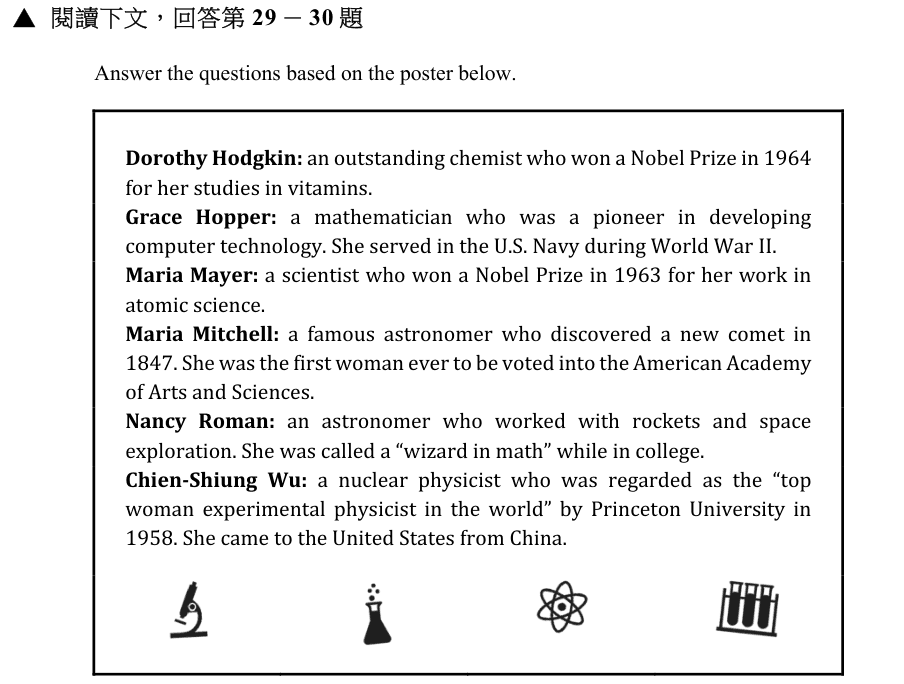 ▲ 閱讀下文，回答第 29 － 30 題
Answer the questions based on the poster below.
Dorothy Hodgkin: an outstanding chemist who won a Nobel Prize in 1964
for her studies in vitamins.
Grace Hopper: a mathematician who was a pioneer in developing
computer technology. She served in the U.S. Navy during World War II.
Maria Mayer: a scientist who won a Nobel Prize in 1963 for her work in
atomic science.
Maria Mitchell: a famous astronomer who discovered a new comet in
1847. She was the first woman ever to be voted into the American Academy
of Arts and Sciences.
Nancy Roman: an astronomer who worked with rockets and space
exploration. She was called a “wizard in math” while in college.
Chien-Shiung Wu: a nuclear physicist who was regarded as the “top
woman experimental physicist in the world” by Princeton University in
1958. She came to the United States from China.